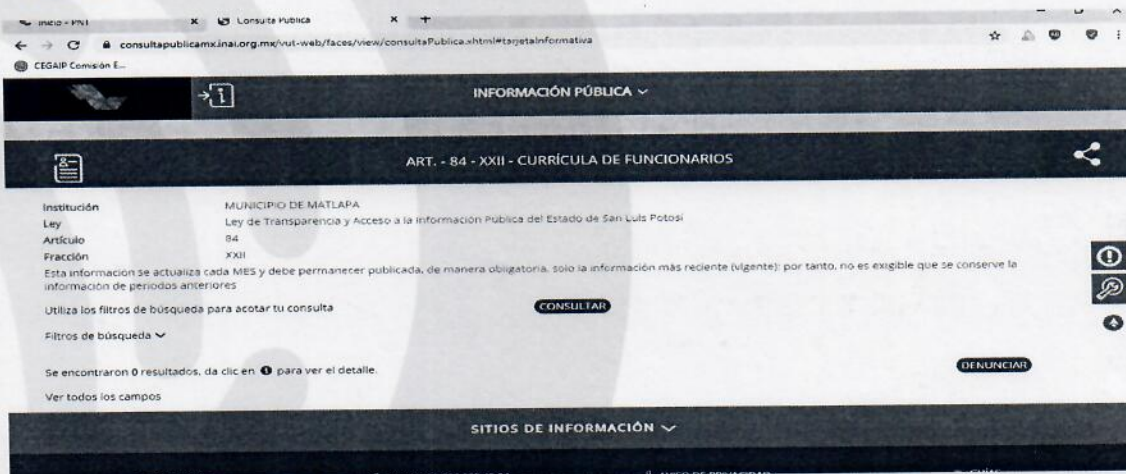 Inicio - PNT
Consulta Pública
consultapublicamx.inai.org.mx/vut-web/faces/view/consultaPublica.xhtml#tarjetaInformativa
CEGAIP Comisión E...
INFORMACIÓN PÚBLICA
ART. - 84 - XXII - CURRÍCULA DE FUNCIONARIOS
Institución MUNICIPIO DE MATLAPA
Ley Ley de Transparencia y Acceso a la Información Pública del Estado de San Luis Potosí
Artículo 84
Fracción XXII
Esta información se actualiza cada MES y debe permanecer publicada, de manera obligatoria, solo la información más reciente (vigente); por tanto, no es exigible que se conserve la
información de periodos anteriores
Utiliza los filtros de búsqueda para acotar tu consulta CONSULTAR
Filtros de búsqueda
Se encontraron 0 resultados, da clic en para ver el detalle. DENUNCIAR
Ver todos los campos
SITIOS DE INFORMACIÓN
AVISO DE PRIVACIDAD GUÍAS